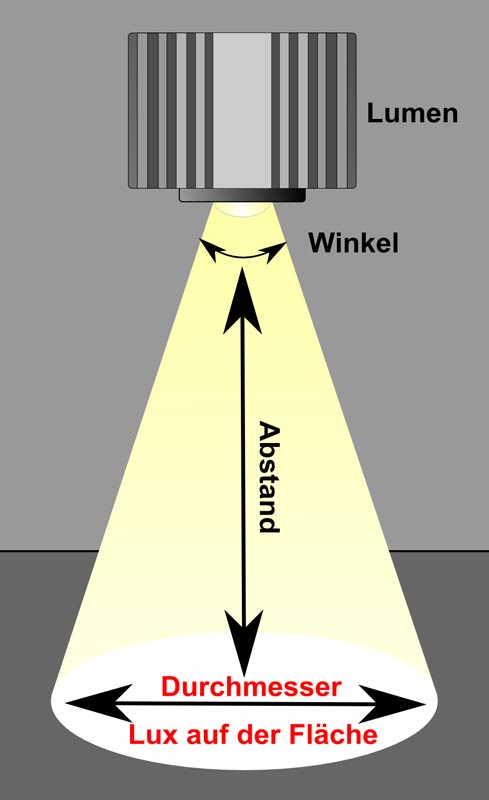 Lumen
Winkel
Abstand
Durchmesser
Lux auf der Fläche